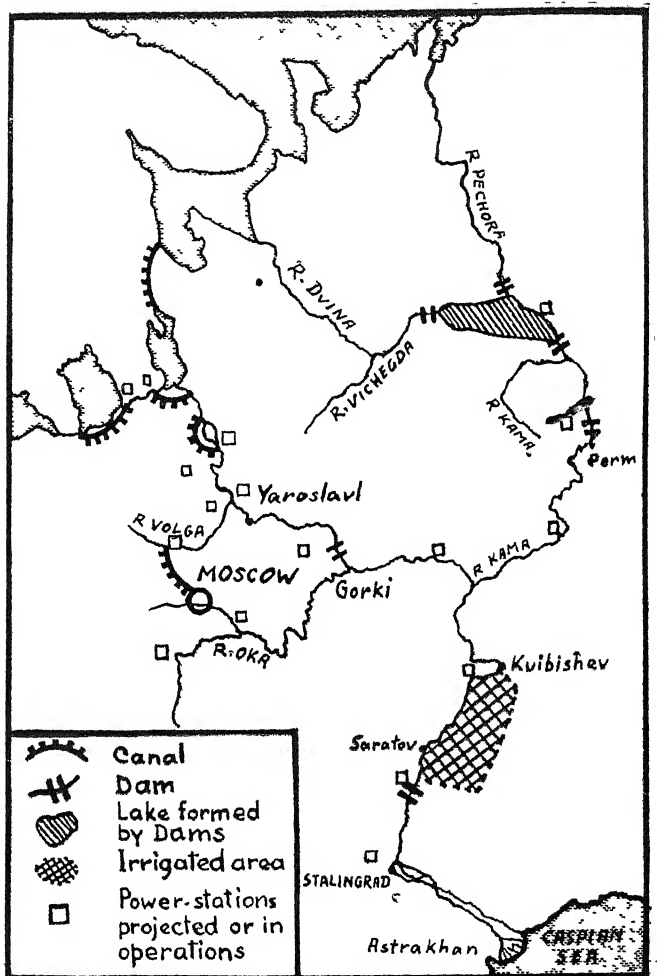 R. PECHORA
R. DVINA
R. VICHEGDA
R KAMA
Perm
Yaroslavl
R VOLGA
MOSCOW
Gorki
R KAMA
R. OKA
Kuibishev
Saratov
STALINGRAD
Astrakhan
CASPIAN
SEA
Canal
Dam
Lake formed
by Dams
Irrigated area
Power-stations
projected or in
operations